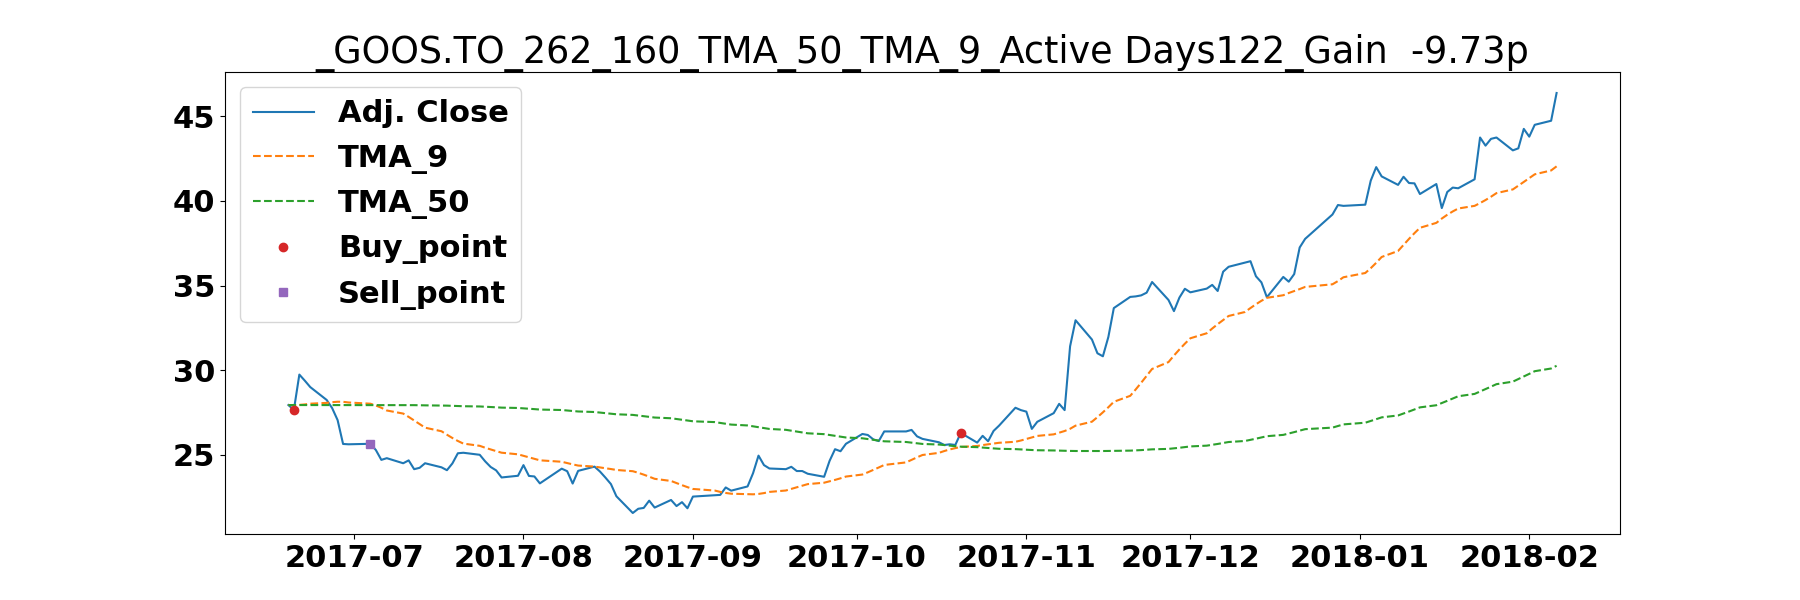 _GOOS.TO_262_160_TMA_50_TMA_9_Active Days122_Gain  -9.73p
Adj. Close
TMA_9
TMA_50
Buy_point
Sell_point
45
40
35
30
25
2017-07 2017-08 2017-09 2017-10 2017-11 2017-12 2018-01 2018-02